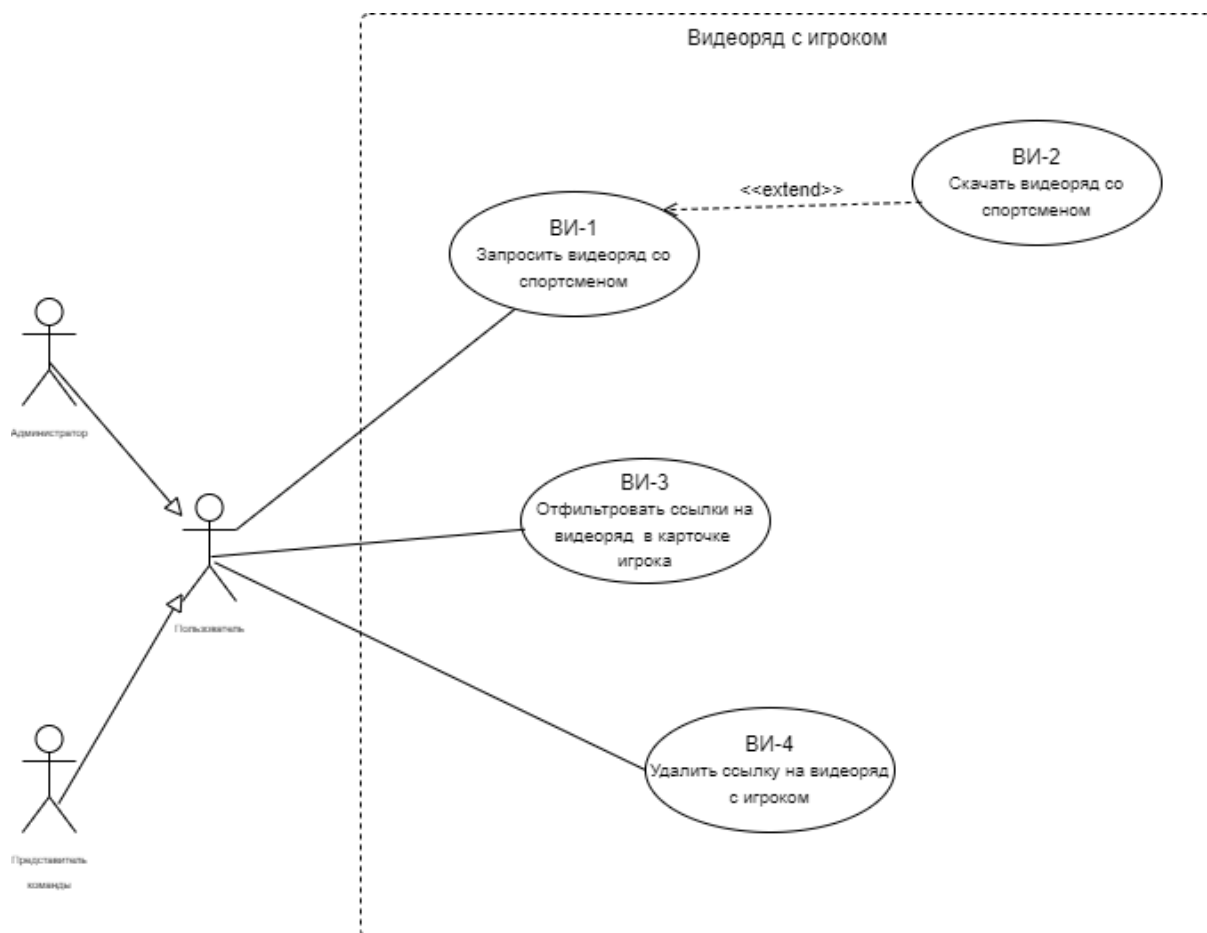 Видеоряд с игроком
ВИ-2
Скачать видеоряд со
спортсменом
<<extend>>
ВИ-1
Запросить видеоряд со
спортсменом
Администратор
ВИ-3
Отфильтровать ссылки на
видеоряд в карточке
игрока
Пользователь
ВИ-4
Удалить ссылку на видеоряд
с игроком
Представитель
команды